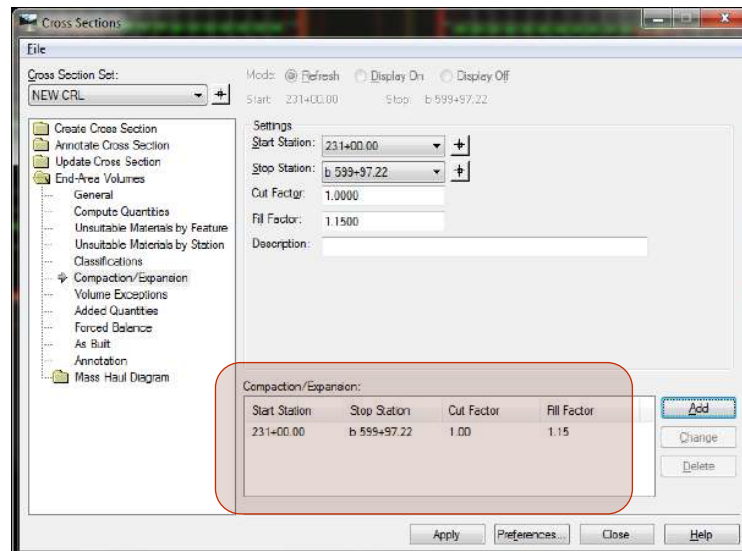 Cross Sections
File
Cross Section Set:
NEW CRL
Mode: Refresh Display On Display Off
Start: 231+00.00 Stop: b 599+97.22
Create Cross Section
Annotate Cross Section
Update Cross Section
End-Area Volumes
General
Compute Quantities
Unsuitable Materials by Feature
Unsuitable Materials by Station
Classifications
Compaction/Expansion
Volume Exceptions
Added Quantities
Forced Balance
As Built
Annotation
Mass Haul Diagram
Settings
Start Station: 231+00.00
Stop Station: b 599+97.22
Cut Factor: 1.0000
Fill Factor: 1.1500
Description:
Compaction/Expansion:
Start Station Stop Station Cut Factor Fill Factor
231+00.00 b 599+97.22 1.00 1.15
Add
Change
Delete
Apply Preferences... Close Help